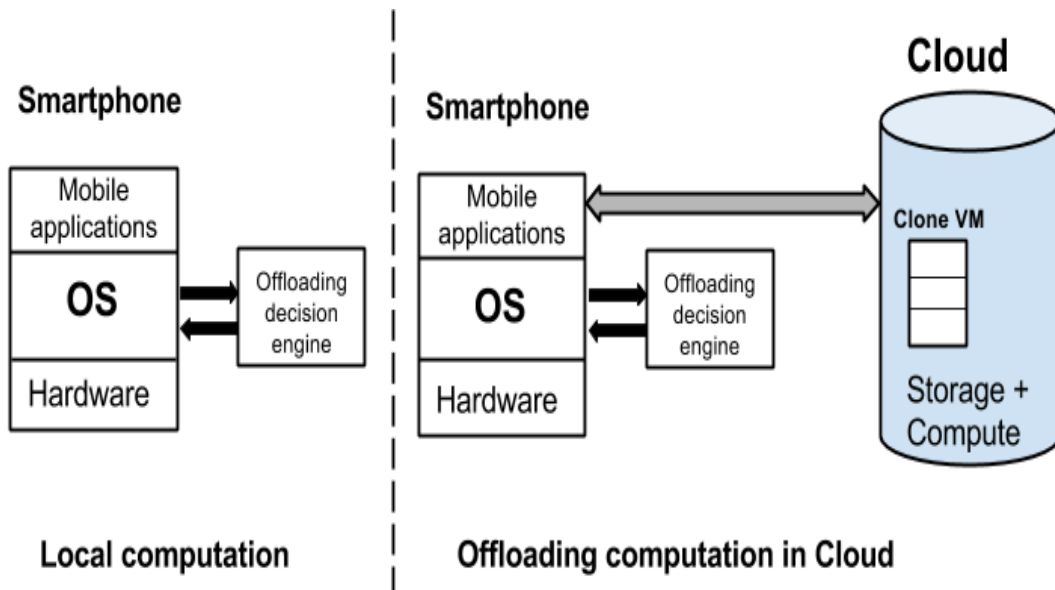 Smartphone
Mobile
applications
OS
Hardware
Offloading
decision
engine
Local computation
Smartphone
Mobile
applications
OS
Hardware
Offloading
decision
engine
Cloud
Clone VM
Storage +
Compute
Offloading computation in Cloud